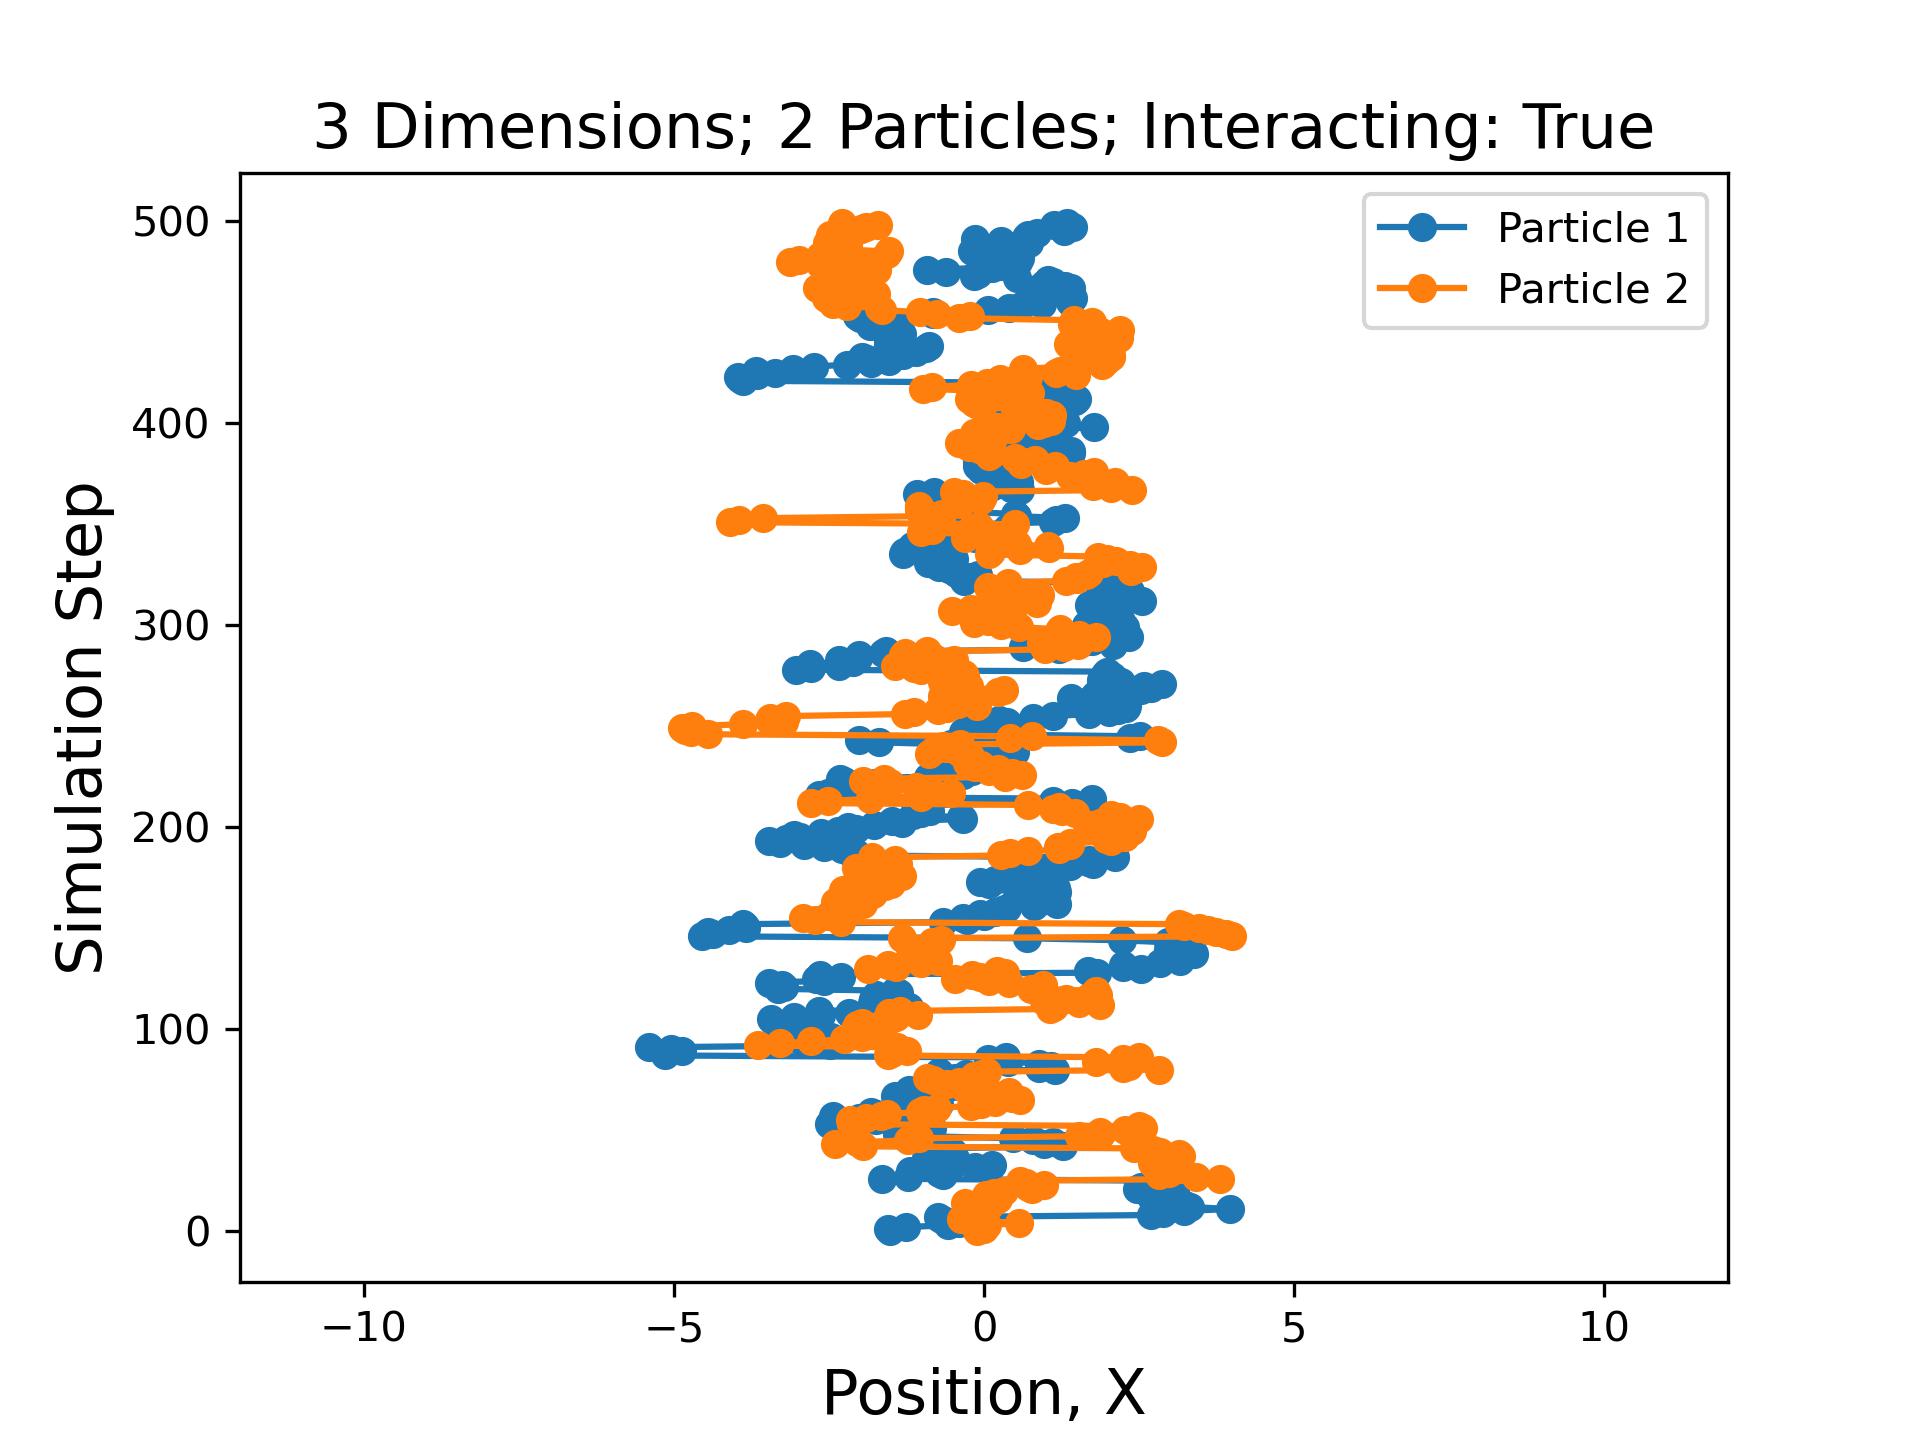 3 Dimensions; 2 Particles; Interacting: True
Particle 1
Particle 2
500
400
300
200
100
0
Simulation Step
−10
−5
0
5
10
Position, X